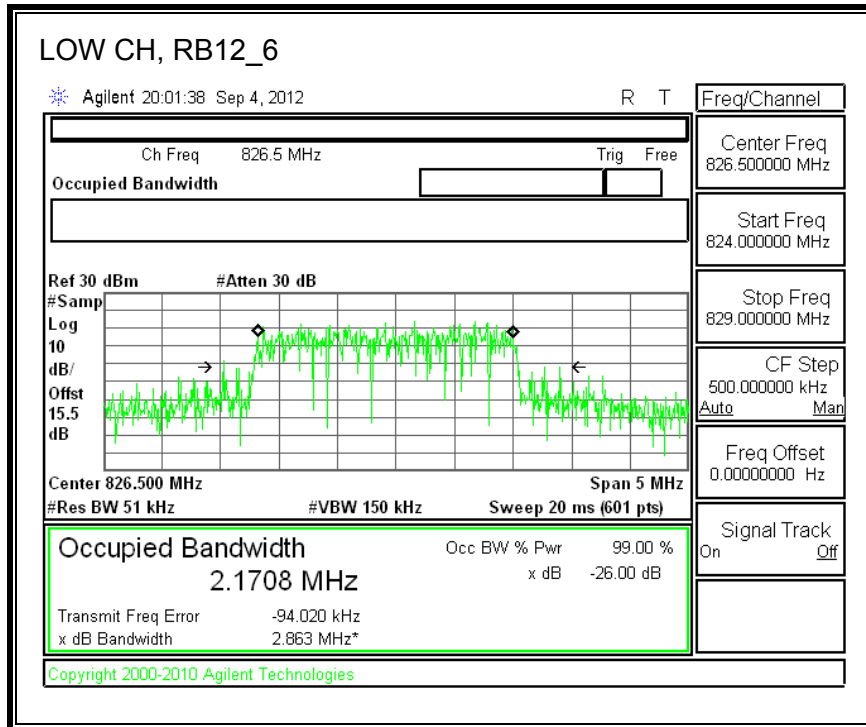 LOW CH, RB12_6
Agilent 20:01:38 Sep 4, 2012 R T
Freq/Channel
Ch Freq 826.5 MHz Trig Free
Occupied Bandwidth
Center Freq
826.500000 MHz
Start Freq
824.000000 MHz
Stop Freq
829.000000 MHz
CF Step
500.000000 kHz
Auto Man
Freq Offset
0.00000000 Hz
Signal Track
On Off
Ref 30 dBm #Atten 30 dB
#Samp
Log
10
dB/
Offst
15.5
dB
Center 826.500 MHz Span 5 MHz
#Res BW 51 kHz #VBW 150 kHz Sweep 20 ms (601 pts)
Occupied Bandwidth Occ BW % Pwr 99.00 %
2.1708 MHz x dB -26.00 dB
Transmit Freq Error -94.020 kHz
x dB Bandwidth 2.863 MHz*
Copyright 2000-2010 Agilent Technologies